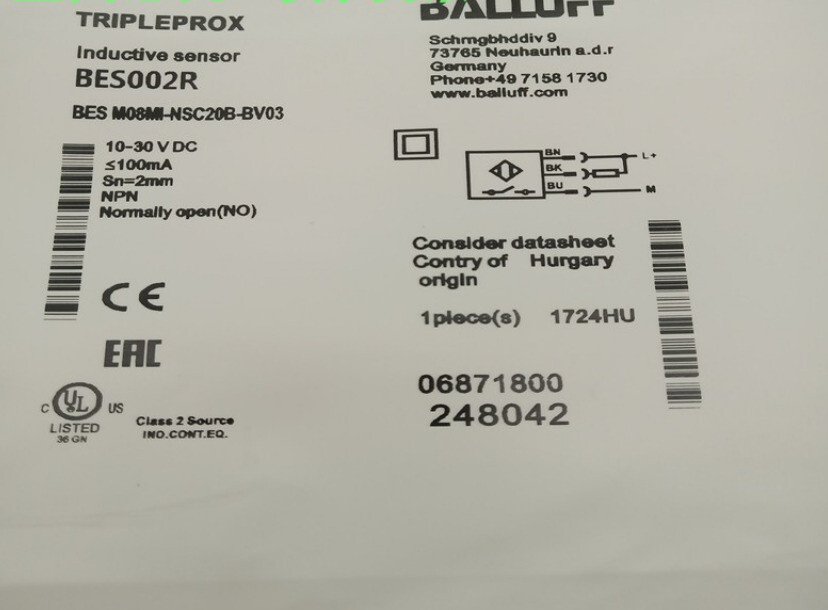 TRIPLEPROX
Inductive sensor
BES002R
BES M08MI-NSC20B-BV03
10-30 V DC
≤100mA
Sn=2mm
NPN
Normally open(NO)
CE
EAC
C UL US
LISTED
36 GN
Class 2 Source
IND.CONT.EQ.
BALLUFF
Schrngbhddiv 9
73765 Neuhaurin a.d.r
Germany
Phone+49 7158 1730
www.balluff.com
BN
L+
BK
BU
M
Consider datasheet
Contry of Hurgary
origin
1piece(s) 1724HU
06871800
248042